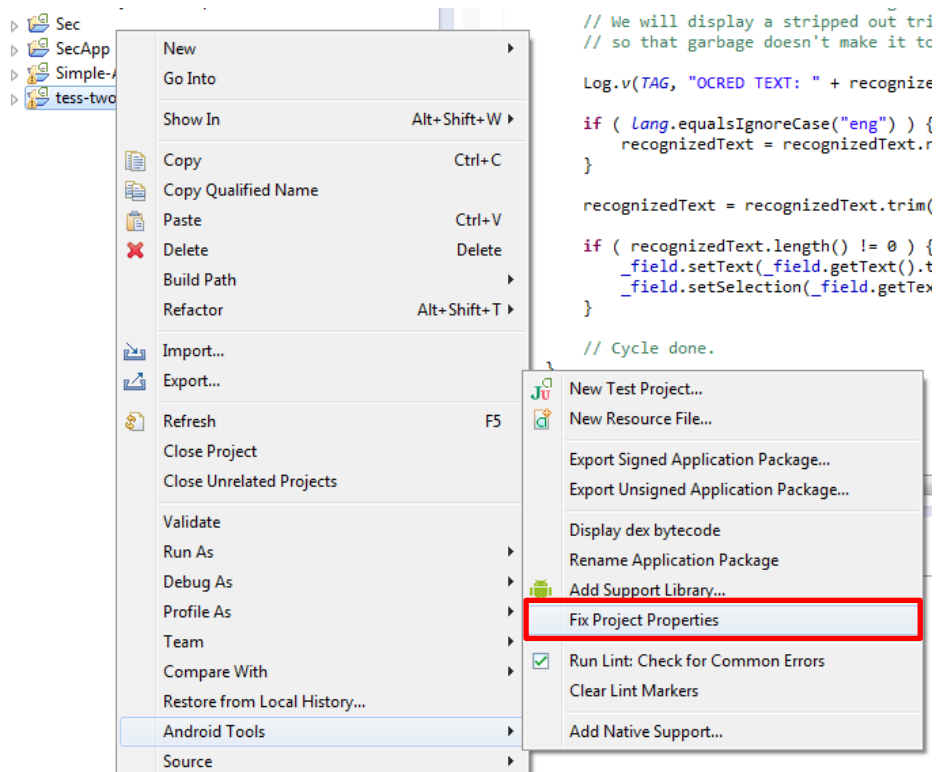 Sec
SecApp
Simple-
tess-two
New
Go Into
Show In Alt+Shift+W
Copy Ctrl+C
Copy Qualified Name
Paste Ctrl+V
Delete Delete
Build Path
Refactor Alt+Shift+T
Import...
Export...
Refresh F5
Close Project
Close Unrelated Projects
Validate
Run As
Debug As
Profile As
Team
Compare With
Restore from Local History...
Android Tools
Source
// We will display a stripped out tri
// so that garbage doesn't make it to
Log.v(TAG, "OCRED TEXT: " + recognize
if ( lang.equalsIgnoreCase("eng") ) {
recognizedText = recognizedText.r
}
recognizedText = recognizedText.trim(
if ( recognizedText.length() != 0 ) {
_field.setText(_field.getText().t
_field.setSelection(_field.getTex
}
// Cycle done.
}
New Test Project...
New Resource File...
Export Signed Application Package...
Export Unsigned Application Package...
Display dex bytecode
Rename Application Package
Add Support Library...
Fix Project Properties
Run Lint: Check for Common Errors
Clear Lint Markers
Add Native Support...